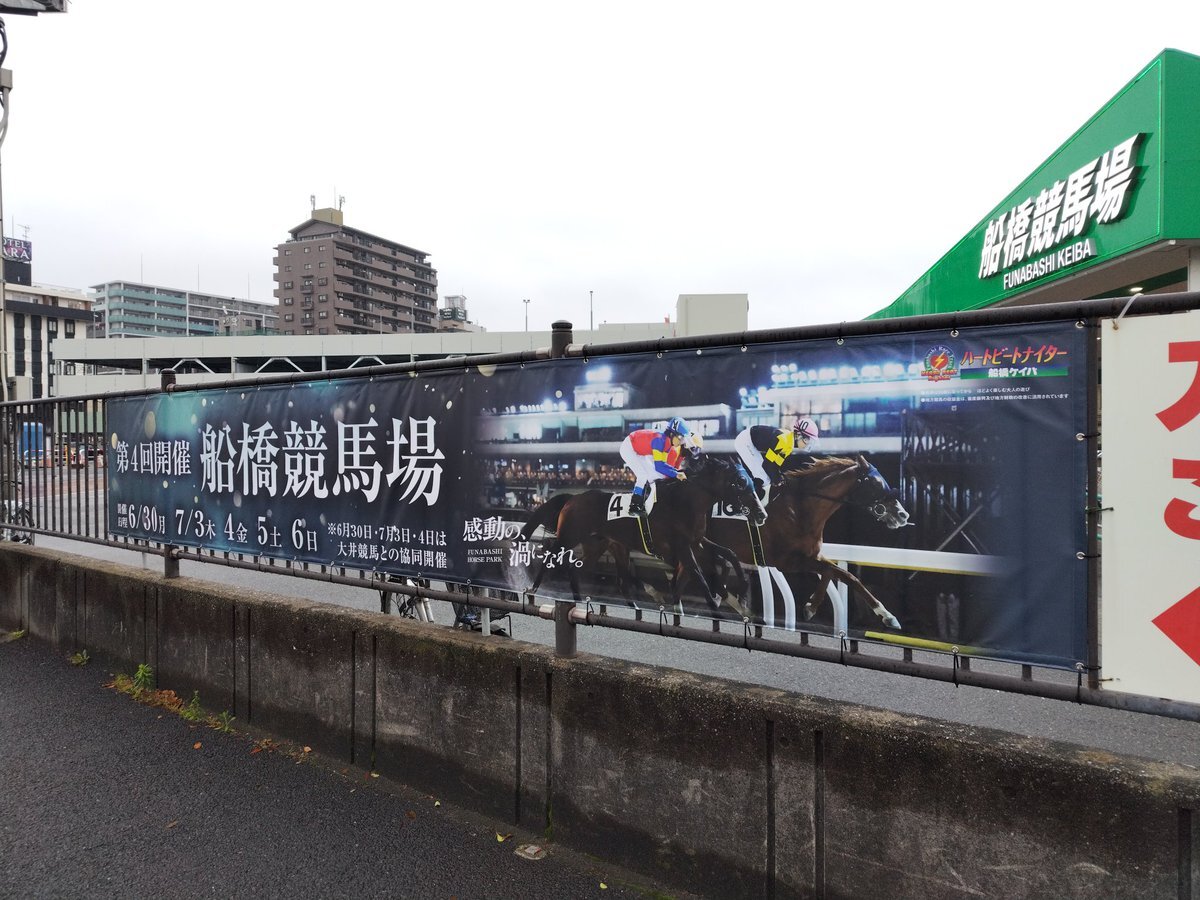 船橋競馬場
FUNABASHI KEIBA
ハートビートナイター
船橋ケイバ
第4回開催 船橋競馬場
開催日程 6/30月 7/3木 4金 5土 6日
※6月30日・7月3日・4日は
大井競馬との協同開催
感動の、
渦になれ。
FUNABASHI
HORSE PARK
4